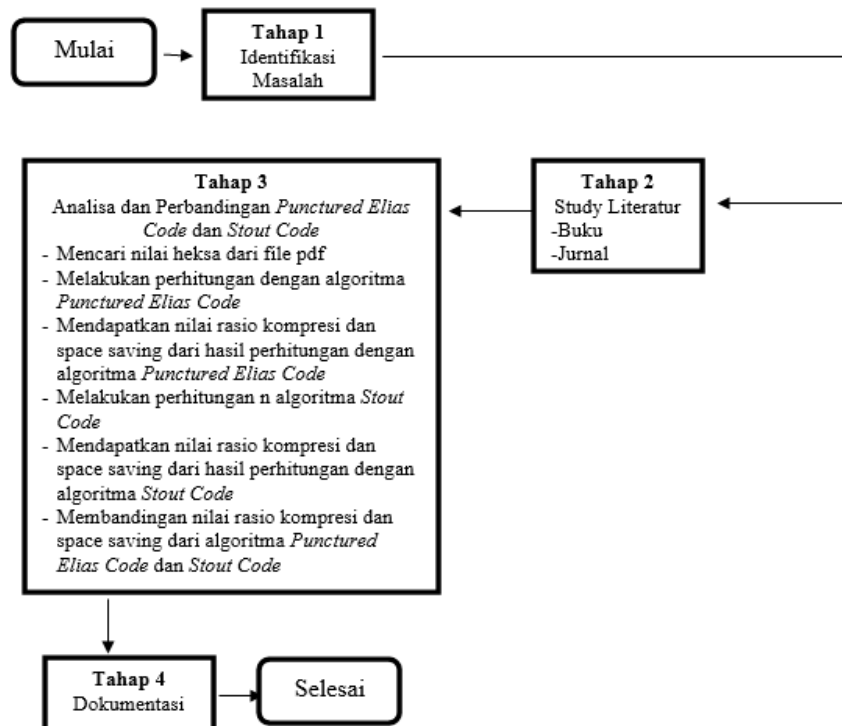 Mulai
Tahap 1
Identifikasi
Masalah
Tahap 2
Study Literatur
-Buku
-Jurnal
Tahap 3
Analisa dan Perbandingan Punctured Elias
Code dan Stout Code
- Mencari nilai heksa dari file pdf
- Melakukan perhitungan dengan algoritma
Punctured Elias Code
- Mendapatkan nilai rasio kompresi dan
space saving dari hasil perhitungan dengan
algoritma Punctured Elias Code
- Melakukan perhitungan n algoritma Stout
Code
- Mendapatkan nilai rasio kompresi dan
space saving dari hasil perhitungan dengan
algoritma Stout Code
- Membandingan nilai rasio kompresi dan
space saving dari algoritma Punctured
Elias Code dan Stout Code
Tahap 4
Dokumentasi
Selesai